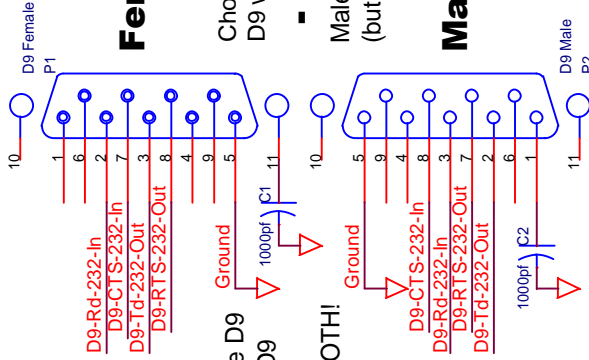 D9 Female
P1
10
1
6
2
7
3
8
4
9
5
11
D9-Rd-232-In
D9-CTS-232-In
D9-Td-232-Out
D9-RTS-232-Out
Ground
1000pf
C1
Cho
D9 v
-
Male
(but
Ma
e D9
D9
OTH!
D9 Male
P2
10
5
9
4
8
3
7
2
6
1
11
Ground
D9-CTS-232-In
D9-Rd-232-In
D9-RTS-232-Out
D9-Td-232-Out
1000pf
C2